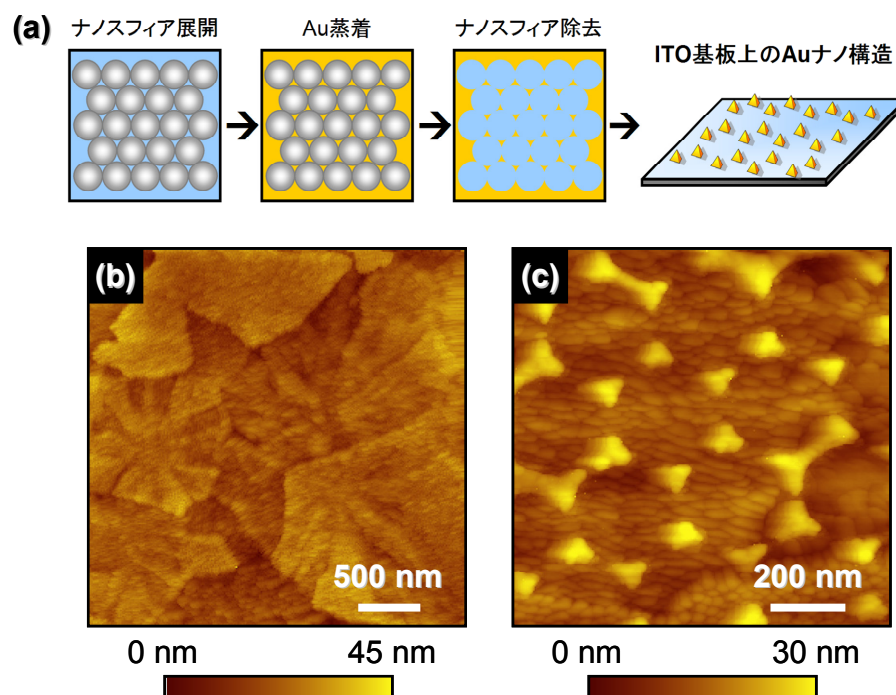 (a)
ナノスフィア展開
Au蒸着
ナノスフィア除去
ITO基板上のAuナノ構造
(b)
500 nm
(c)
200 nm
0 nm
45 nm
0 nm
30 nm